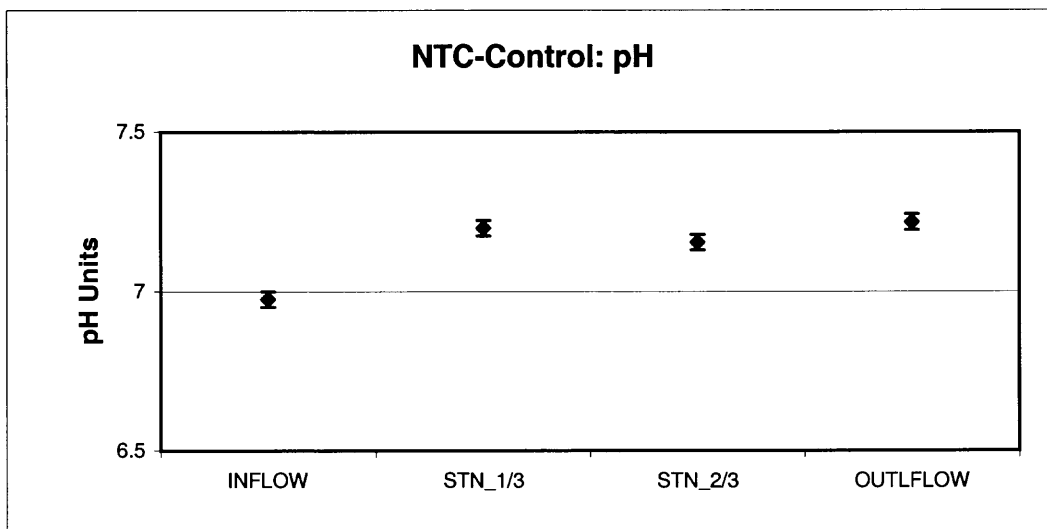 NTC-Control: pH
pH Units
7.5
7
6.5
INFLOW STN_1/3 STN_2/3 OUTLFLOW